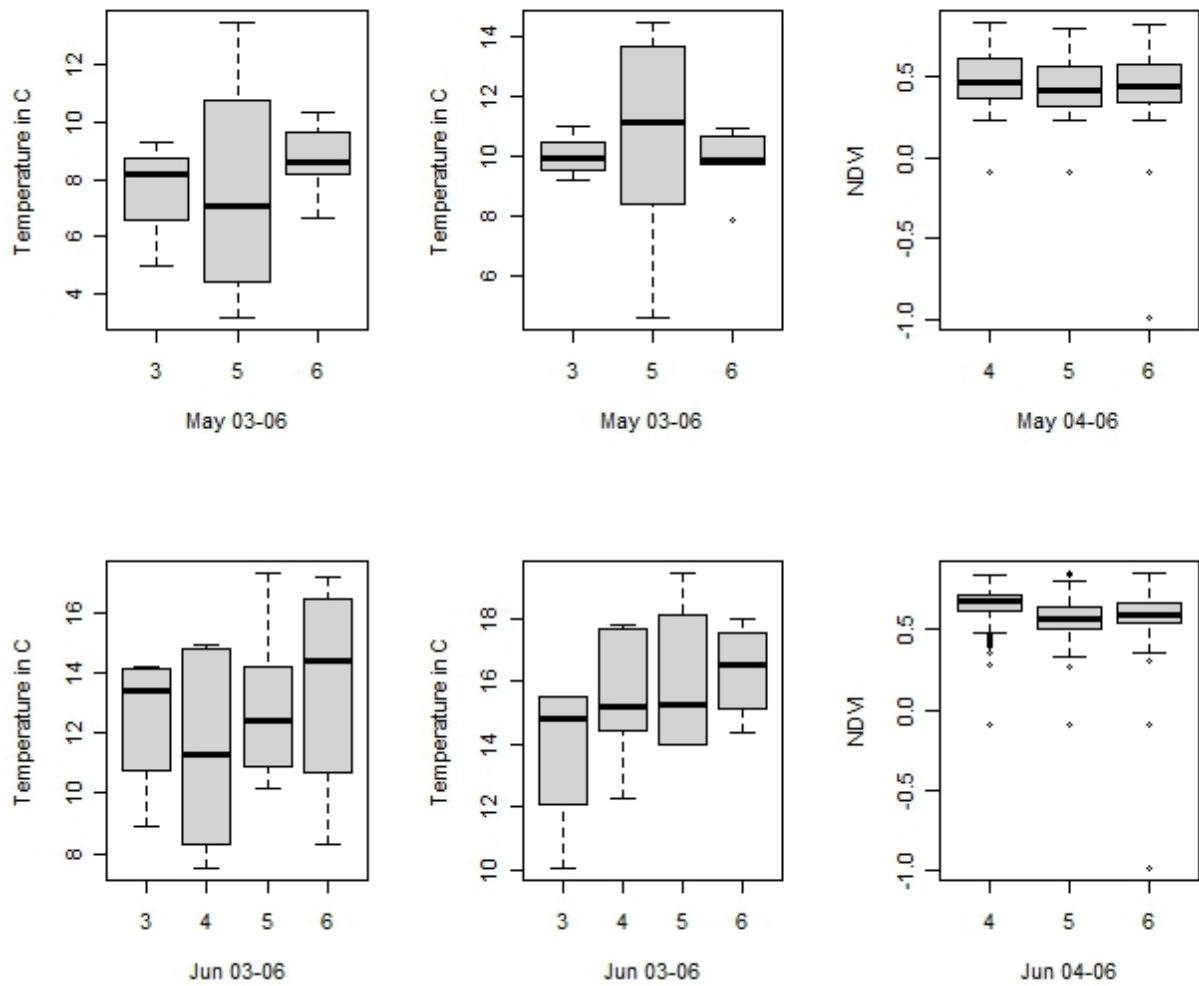 Temperature in C
12
10
8
6
4
3 5 6
May 03-06
Temperature in C
14
12
10
8
6
3 5 6
May 03-06
NDVI
0.5
0.0
-0.5
-1.0
4 5 6
May 04-06
Temperature in C
16
14
12
10
8
3 4 5 6
Jun 03-06
Temperature in C
18
16
14
12
10
3 4 5 6
Jun 03-06
NDVI
0.5
0.0
-0.5
-1.0
4 5 6
Jun 04-06